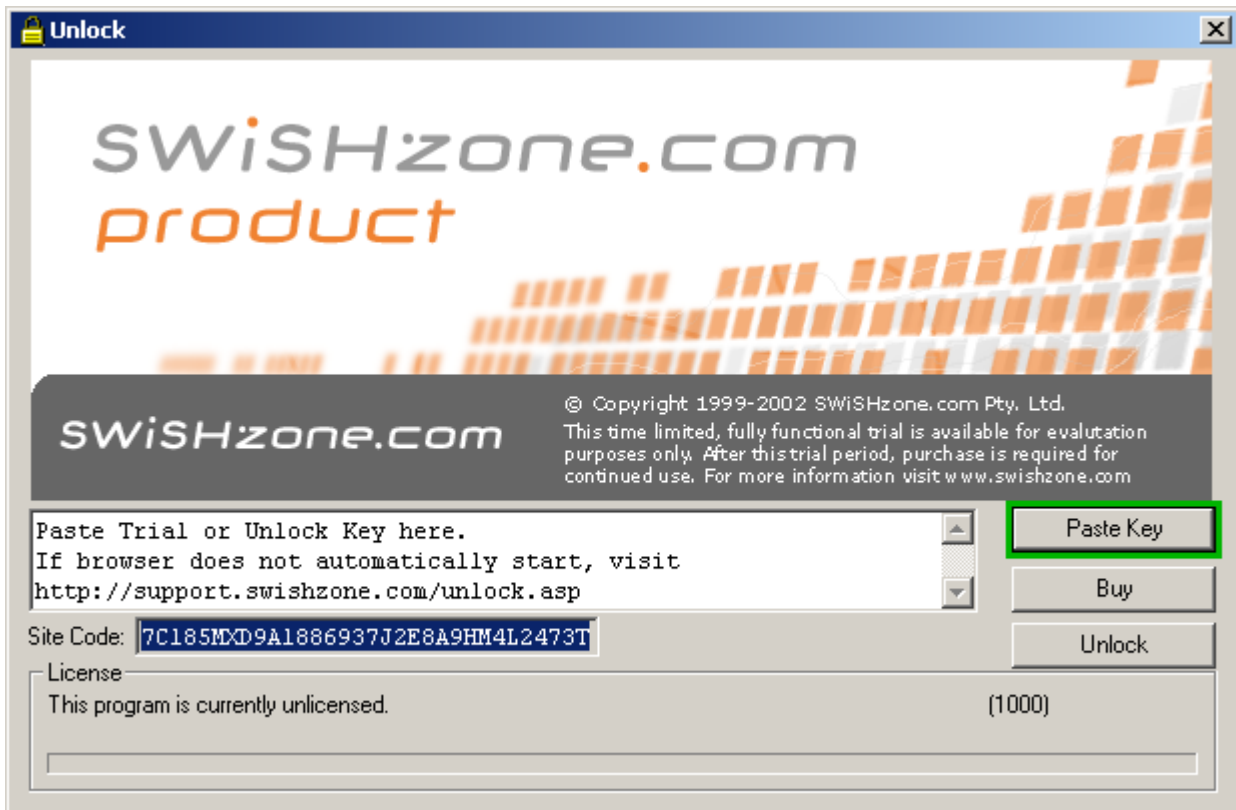 Unlock
SWiSHzone.com
product
SWiSHzone.com
© Copyright 1999-2002 SWiSHzone.com Pty. Ltd.
This time limited, fully functional trial is available for evalutation
purposes only. After this trial period, purchase is required for
continued use. For more information visit www.swishzone.com
Paste Trial or Unlock Key here.
If browser does not automatically start, visit
http://support.swishzone.com/unlock.asp
Paste Key
Buy
Unlock
Site Code: 7C185MXD9A1886937J2E8A9HM4L2473T
License
This program is currently unlicensed. (1000)